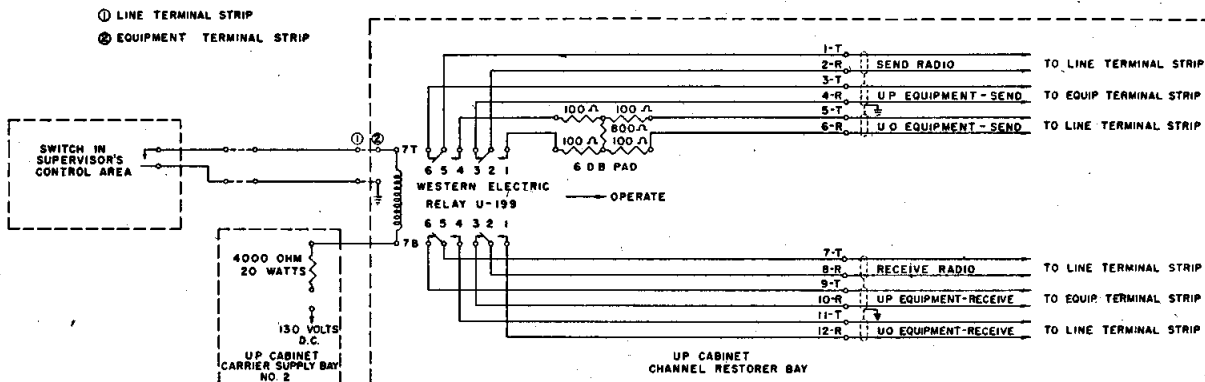 ① LINE TERMINAL STRIP
② EQUIPMENT TERMINAL STRIP
SWITCH IN
SUPERVISOR'S
CONTROL AREA
① ②
7T
6 5 4 3 2 1
WESTERN ELECTRIC
RELAY U-199
OPERATE
6 5 4 3 2 1
7B
100 Ω 100 Ω
800 Ω
100 Ω 100 Ω
6 DB PAD
1-T
2-R SEND RADIO TO LINE TERMINAL STRIP
3-T
4-R UP EQUIPMENT-SEND TO EQUIP TERMINAL STRIP
5-T
6-R UO EQUIPMENT-SEND TO LINE TERMINAL STRIP
7-T
8-R RECEIVE RADIO TO LINE TERMINAL STRIP
9-T
10-R UP EQUIPMENT-RECEIVE TO EQUIP. TERMINAL STRIP
11-T
12-R UO EQUIPMENT-RECEIVE TO LINE TERMINAL STRIP
4000 OHM
20 WATTS
130 VOLTS
D.C.
UP CABINET
CARRIER SUPPLY BAY
NO. 2
UP CABINET
CHANNEL RESTORER BAY